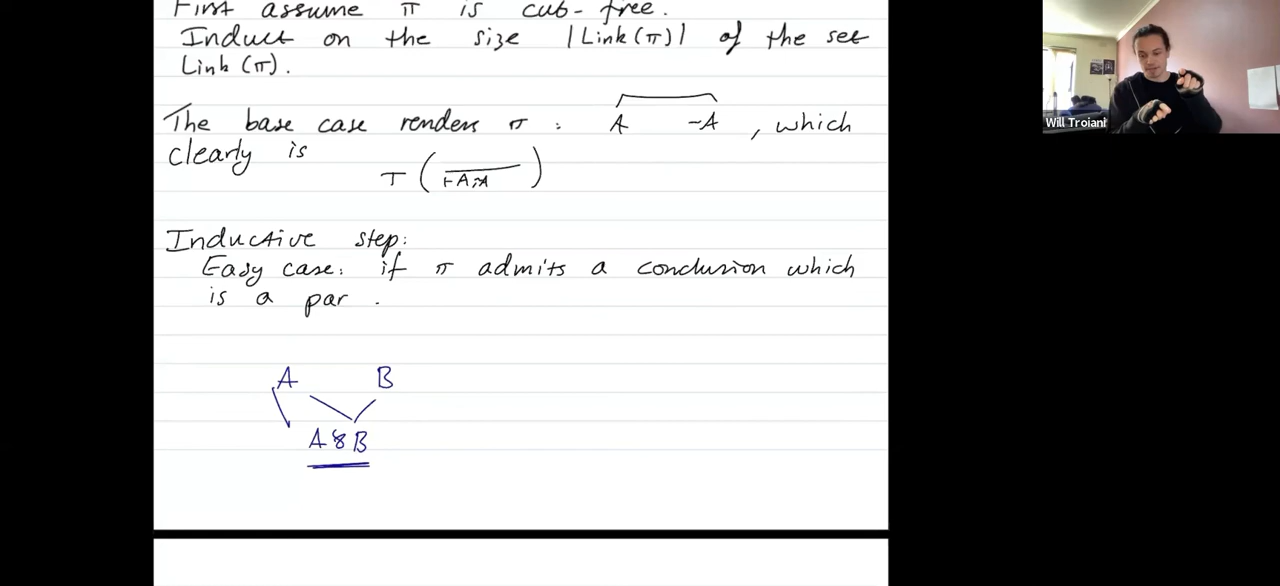 First assume π is cut-free.
Induct on the size |Link(π)| of the set
Link(π).
The base case renders π : A ¬A , which
clearly is
T ( ⊢A,¬A )
Inductive step:
Easy case: if π admits a conclusion which
is a par .
A B
A ⅋ B
Will Troiani